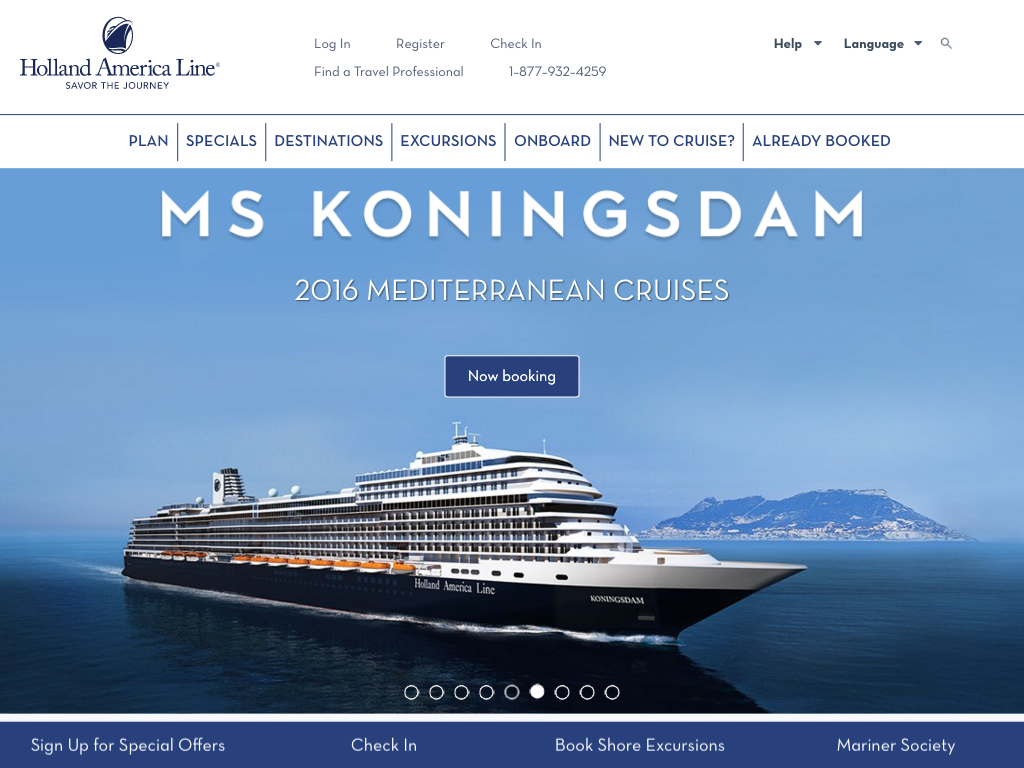 Holland America Line®
SAVOR THE JOURNEY
Log In Register Check In
Find a Travel Professional 1-877-932-4259
Help Language
PLAN SPECIALS DESTINATIONS EXCURSIONS ONBOARD NEW TO CRUISE? ALREADY BOOKED
MS KONINGSDAM
2016 MEDITERRANEAN CRUISES
Now booking
Holland America Line
KONINGSDAM
Sign Up for Special Offers Check In Book Shore Excursions Mariner Society